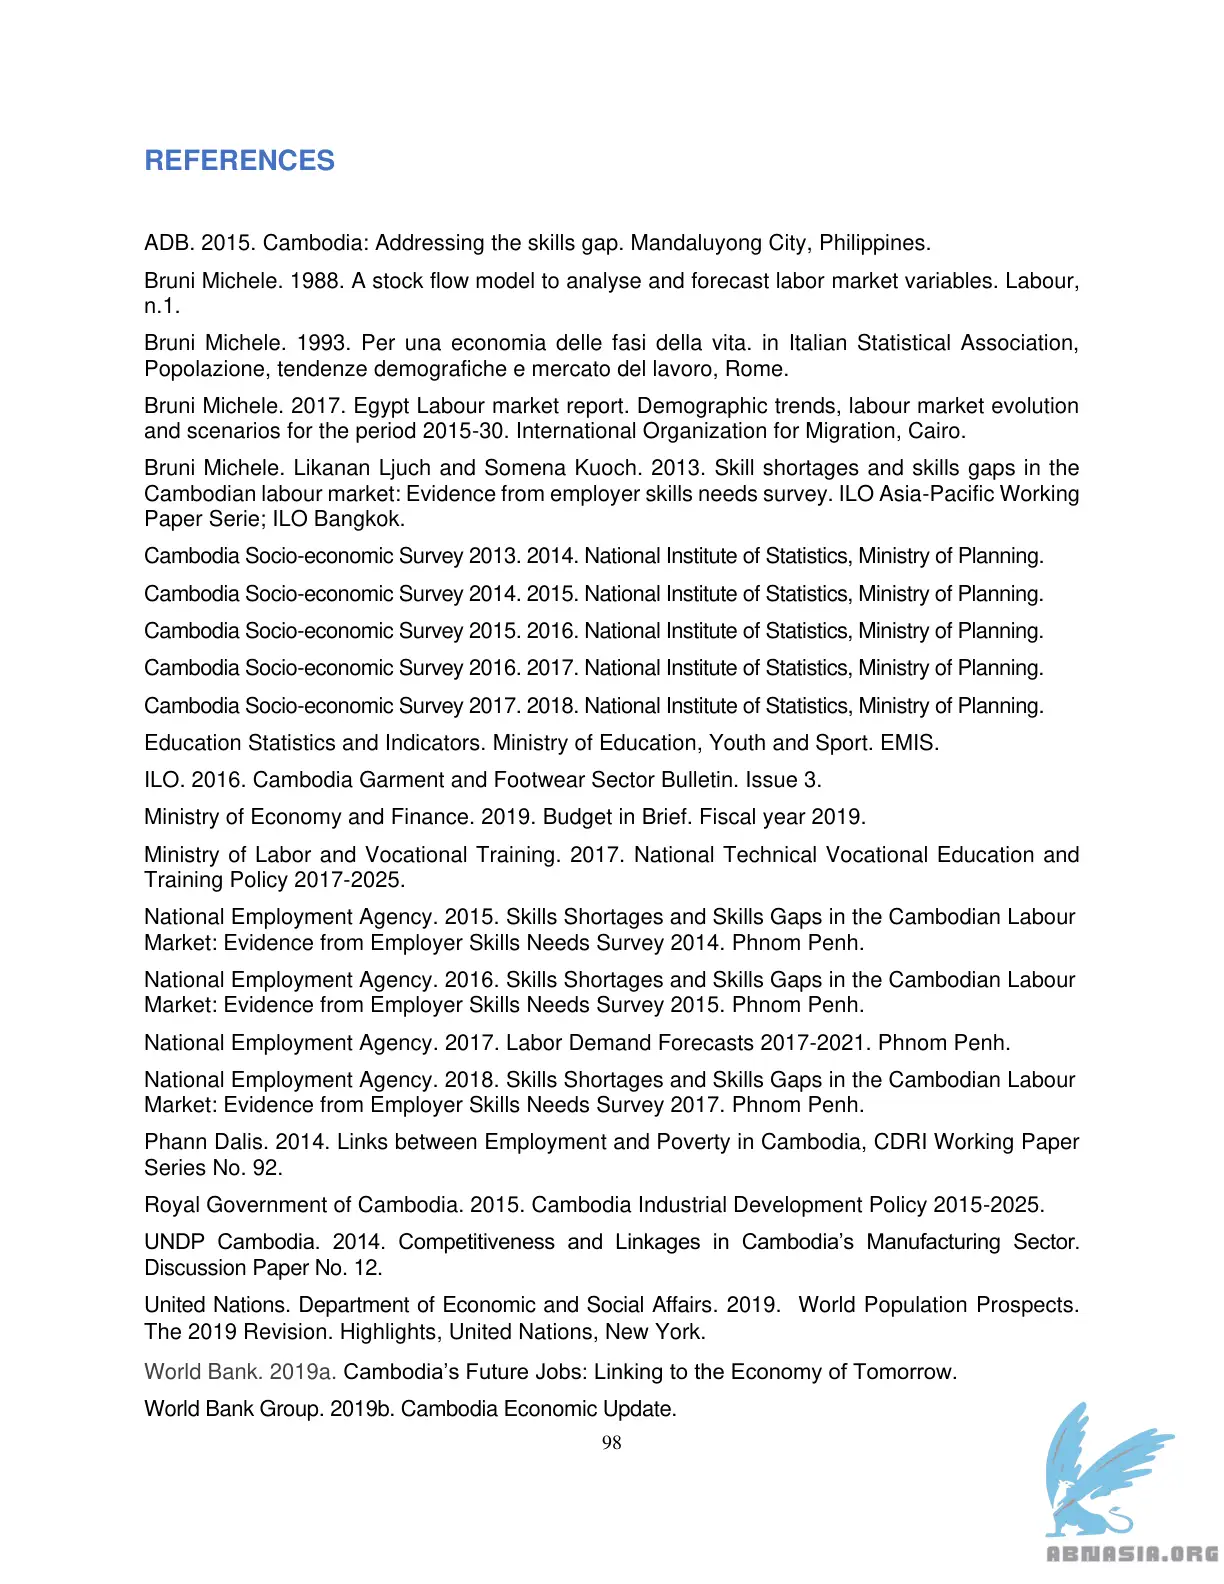 REFERENCES
ADB. 2015. Cambodia: Addressing the skills gap. Mandaluyong City, Philippines.
Bruni Michele. 1988. A stock flow model to analyse and forecast labor market variables. Labour,
n.1.
Bruni Michele. 1993. Per una economia delle fasi della vita. in Italian Statistical Association,
Popolazione, tendenze demografiche e mercato del lavoro, Rome.
Bruni Michele. 2017. Egypt Labour market report. Demographic trends, labour market evolution
and scenarios for the period 2015-30. International Organization for Migration, Cairo.
Bruni Michele. Likanan Ljuch and Somena Kuoch. 2013. Skill shortages and skills gaps in the
Cambodian labour market: Evidence from employer skills needs survey. ILO Asia-Pacific Working
Paper Serie; ILO Bangkok.
Cambodia Socio-economic Survey 2013. 2014. National Institute of Statistics, Ministry of Planning.
Cambodia Socio-economic Survey 2014. 2015. National Institute of Statistics, Ministry of Planning.
Cambodia Socio-economic Survey 2015. 2016. National Institute of Statistics, Ministry of Planning.
Cambodia Socio-economic Survey 2016. 2017. National Institute of Statistics, Ministry of Planning.
Cambodia Socio-economic Survey 2017. 2018. National Institute of Statistics, Ministry of Planning.
Education Statistics and Indicators. Ministry of Education, Youth and Sport. EMIS.
ILO. 2016. Cambodia Garment and Footwear Sector Bulletin. Issue 3.
Ministry of Economy and Finance. 2019. Budget in Brief. Fiscal year 2019.
Ministry of Labor and Vocational Training. 2017. National Technical Vocational Education and
Training Policy 2017-2025.
National Employment Agency. 2015. Skills Shortages and Skills Gaps in the Cambodian Labour
Market: Evidence from Employer Skills Needs Survey 2014. Phnom Penh.
National Employment Agency. 2016. Skills Shortages and Skills Gaps in the Cambodian Labour
Market: Evidence from Employer Skills Needs Survey 2015. Phnom Penh.
National Employment Agency. 2017. Labor Demand Forecasts 2017-2021. Phnom Penh.
National Employment Agency. 2018. Skills Shortages and Skills Gaps in the Cambodian Labour
Market: Evidence from Employer Skills Needs Survey 2017. Phnom Penh.
Phann Dalis. 2014. Links between Employment and Poverty in Cambodia, CDRI Working Paper
Series No. 92.
Royal Government of Cambodia. 2015. Cambodia Industrial Development Policy 2015-2025.
UNDP Cambodia. 2014. Competitiveness and Linkages in Cambodia’s Manufacturing Sector.
Discussion Paper No. 12.
United Nations. Department of Economic and Social Affairs. 2019. World Population Prospects.
The 2019 Revision. Highlights, United Nations, New York.
World Bank. 2019a. Cambodia’s Future Jobs: Linking to the Economy of Tomorrow.
World Bank Group. 2019b. Cambodia Economic Update.
98
ABNASIA.ORG